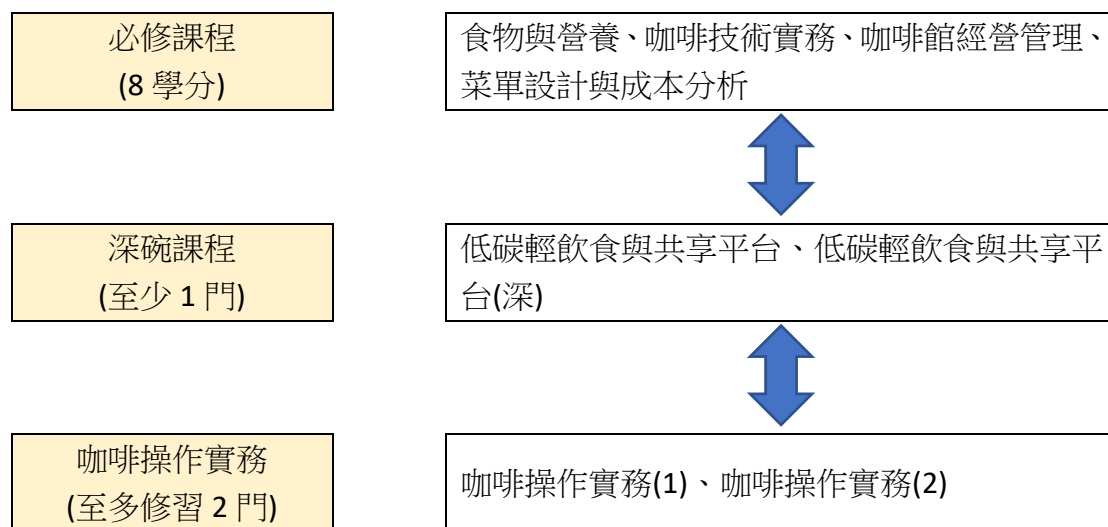 必修課程
(8 學分)
食物與營養、咖啡技術實務、咖啡館經營管理、
菜單設計與成本分析
深碗課程
(至少 1 門)
低碳輕飲食與共享平台、低碳輕飲食與共享平
台(深)
咖啡操作實務
(至多修習 2 門)
咖啡操作實務(1)、咖啡操作實務(2)